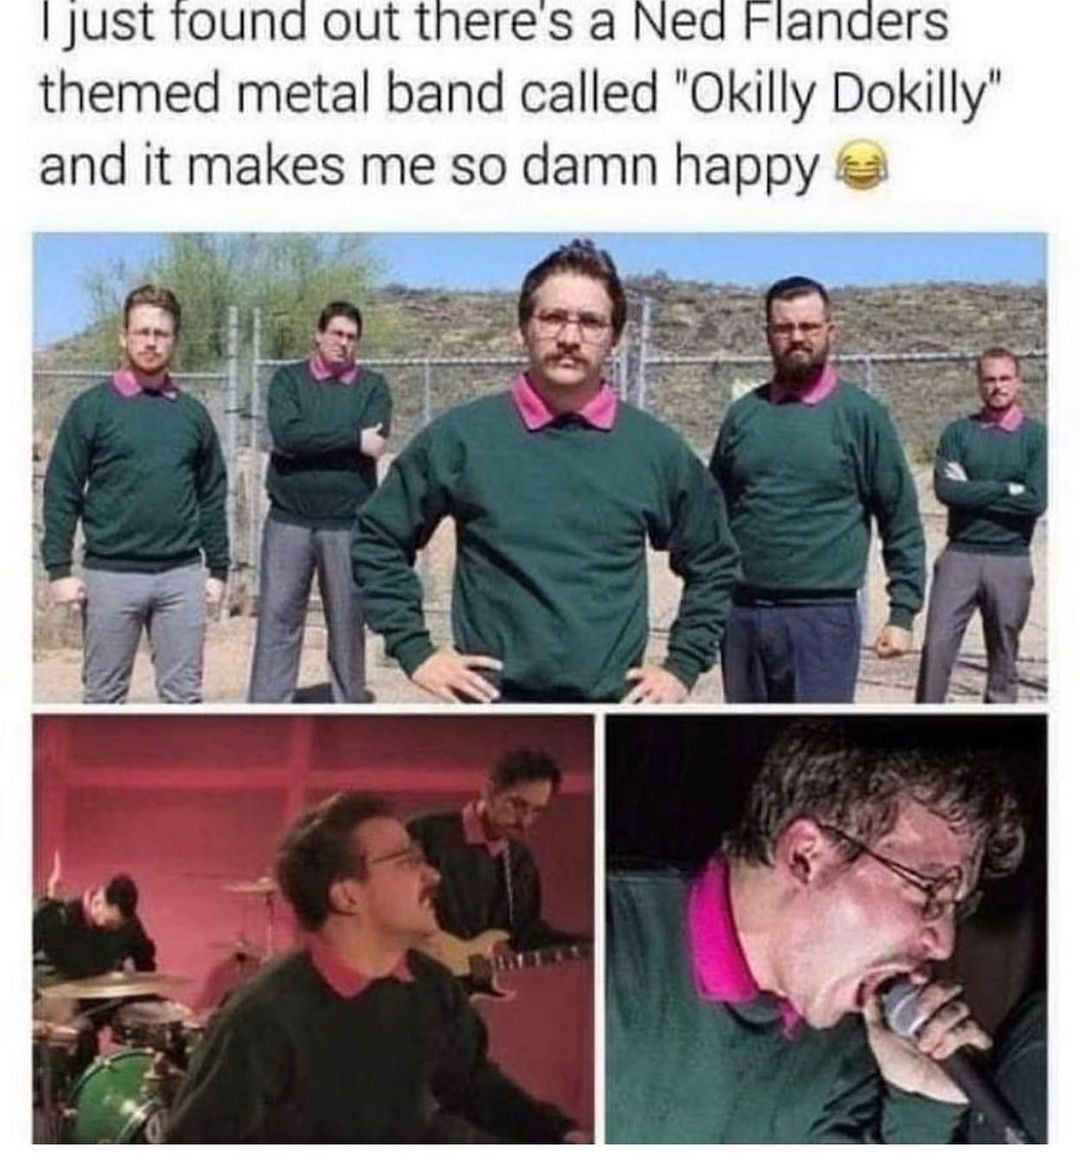 I just found out there's a Ned Flanders
themed metal band called "Okilly Dokilly"
and it makes me so damn happy 😂